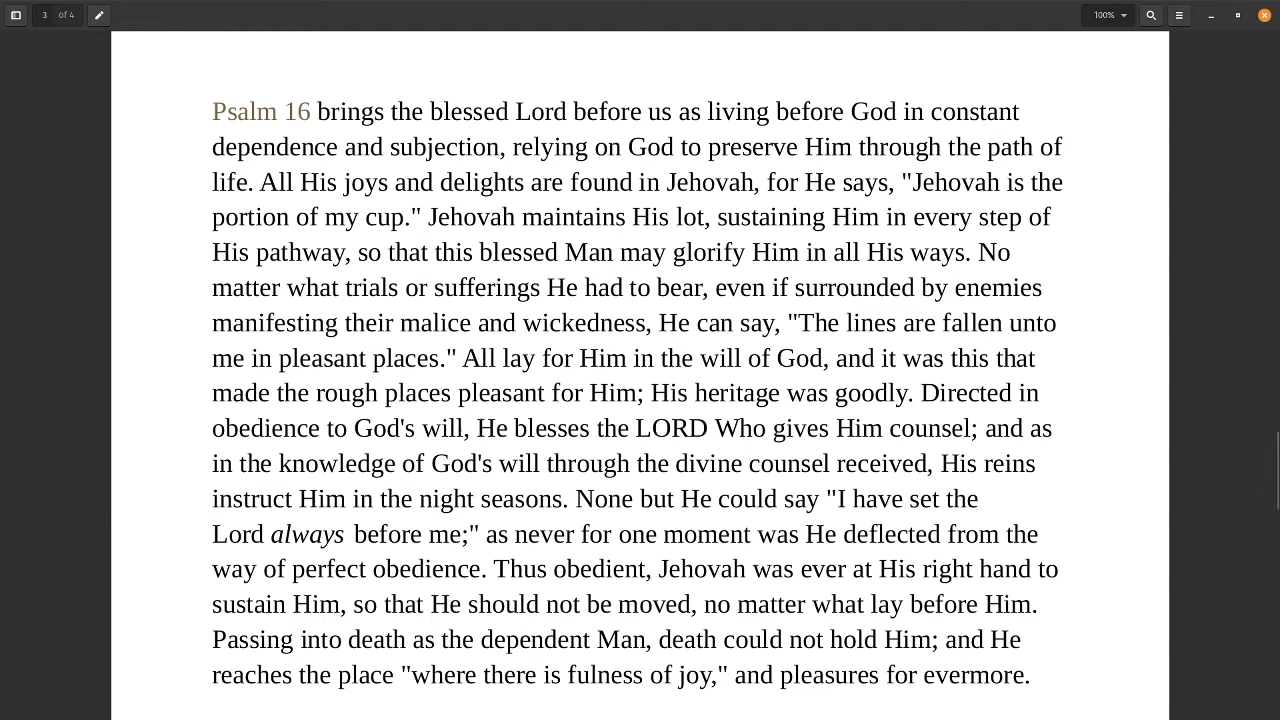 3 of 4
100%
Psalm 16 brings the blessed Lord before us as living before God in constant
dependence and subjection, relying on God to preserve Him through the path of
life. All His joys and delights are found in Jehovah, for He says, "Jehovah is the
portion of my cup." Jehovah maintains His lot, sustaining Him in every step of
His pathway, so that this blessed Man may glorify Him in all His ways. No
matter what trials or sufferings He had to bear, even if surrounded by enemies
manifesting their malice and wickedness, He can say, "The lines are fallen unto
me in pleasant places." All lay for Him in the will of God, and it was this that
made the rough places pleasant for Him; His heritage was goodly. Directed in
obedience to God's will, He blesses the LORD Who gives Him counsel; and as
in the knowledge of God's will through the divine counsel received, His reins
instruct Him in the night seasons. None but He could say "I have set the
Lord always before me;" as never for one moment was He deflected from the
way of perfect obedience. Thus obedient, Jehovah was ever at His right hand to
sustain Him, so that He should not be moved, no matter what lay before Him.
Passing into death as the dependent Man, death could not hold Him; and He
reaches the place "where there is fulness of joy," and pleasures for evermore.